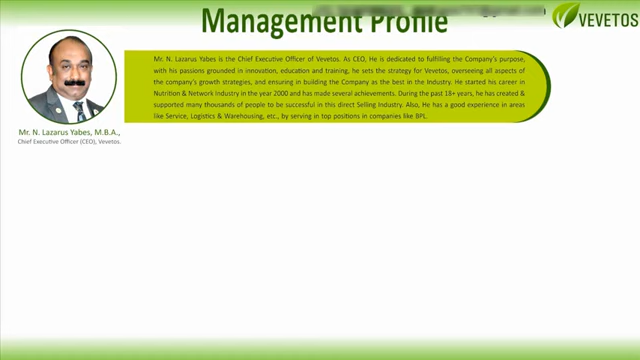 Management Profile
VEVETOS
Mr. N. Lazarus Yabes is the Chief Executive Officer of Vevetos. As CEO, He is dedicated to fulfilling the Company's purpose,
with his passions grounded in innovation, education and training, he sets the strategy for Vevetos, overseeing all aspects of
the company's growth strategies, and ensuring in building the Company as the best in the Industry. He started his career in
Nutrition & Network Industry in the year 2000 and has made several achievements. During the past 18+ years, he has created &
supported many thousands of people to be successful in this direct Selling Industry. Also, He has a good experience in areas
like Service, Logistics & Warehousing, etc., by serving in top positions in companies like BPL.
Mr. N. Lazarus Yabes, M.B.A.,
Chief Executive Officer (CEO), Vevetos.